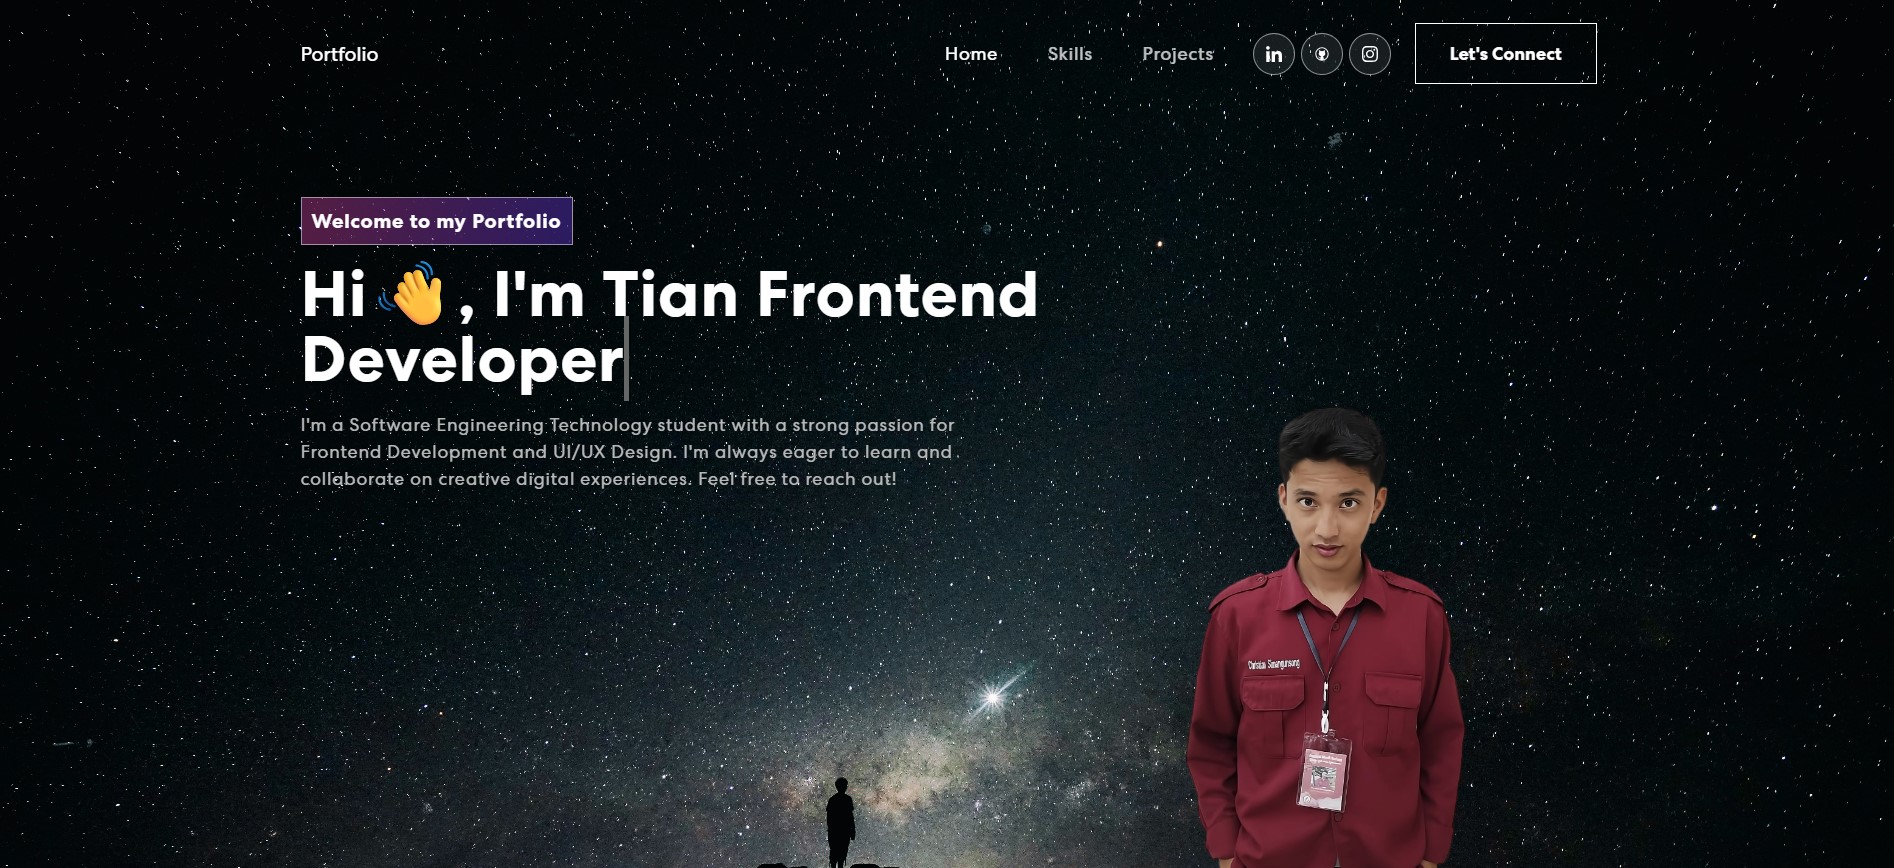 Portfolio
Home
Skills
Projects
in
Let's Connect
Welcome to my Portfolio
Hi 👋 , I'm Tian Frontend
Developer
I'm a Software Engineering Technology student with a strong passion for
Frontend Development and UI/UX Design. I'm always eager to learn and
collaborate on creative digital experiences. Feel free to reach out!